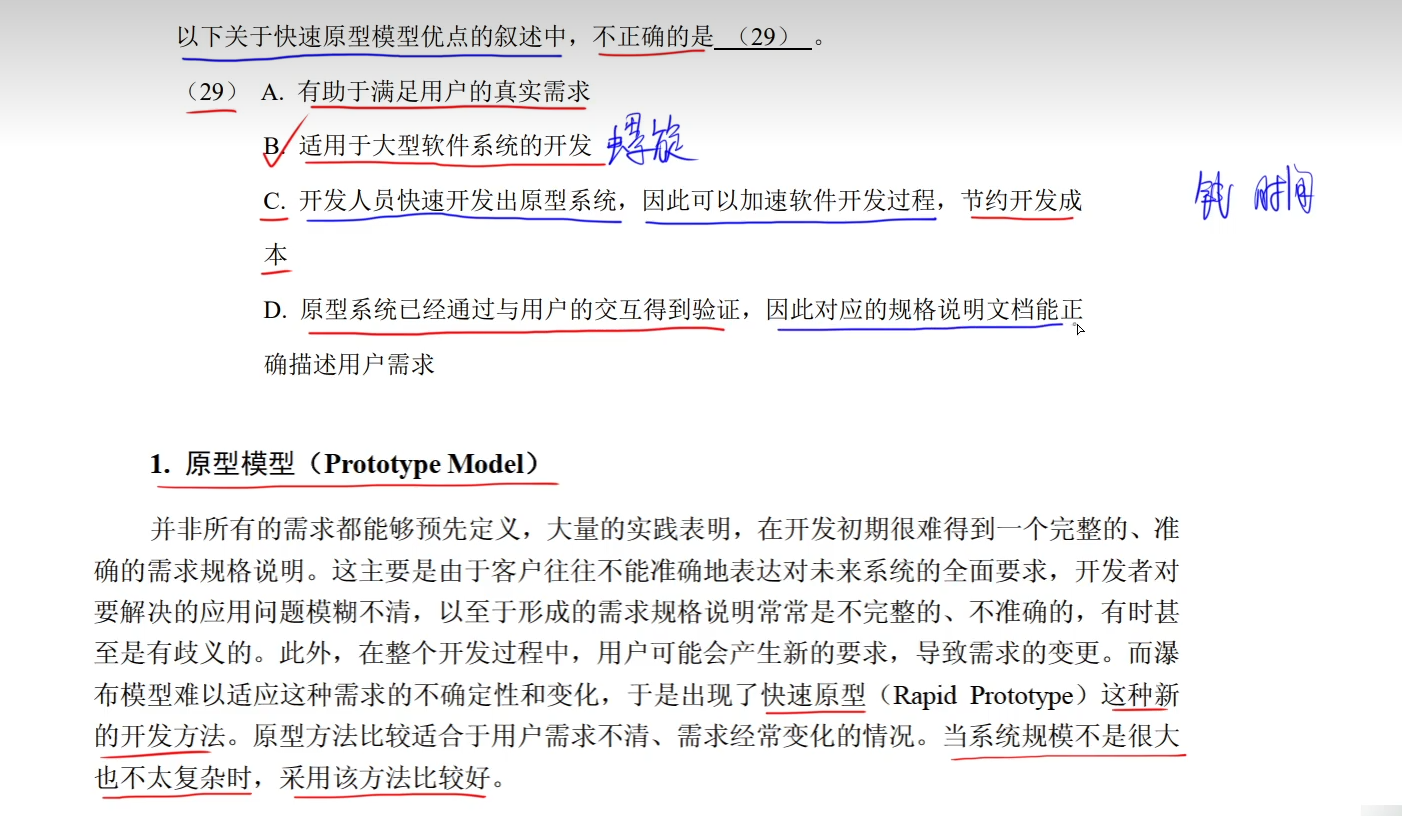 以下关于快速原型模型优点的叙述中，不正确的是 （29） 。
（29） A. 有助于满足用户的真实需求
B. 适用于大型软件系统的开发 螺旋
C. 开发人员快速开发出原型系统，因此可以加速软件开发过程，节约开发成
钱 时间
本
D. 原型系统已经通过与用户的交互得到验证，因此对应的规格说明文档能正
确描述用户需求
1. 原型模型（Prototype Model）
并非所有的需求都能够预先定义，大量的实践表明，在开发初期很难得到一个完整的、准
确的需求规格说明。这主要是由于客户往往不能准确地表达对未来系统的全面要求，开发者对
要解决的应用问题模糊不清，以至于形成的需求规格说明常常是不完整的、不准确的，有时甚
至是有歧义的。此外，在整个开发过程中，用户可能会产生新的要求，导致需求的变更。而瀑
布模型难以适应这种需求的不确定性和变化，于是出现了快速原型（Rapid Prototype）这种新
的开发方法。原型方法比较适合于用户需求不清、需求经常变化的情况。当系统规模不是很大
也不太复杂时，采用该方法比较好。